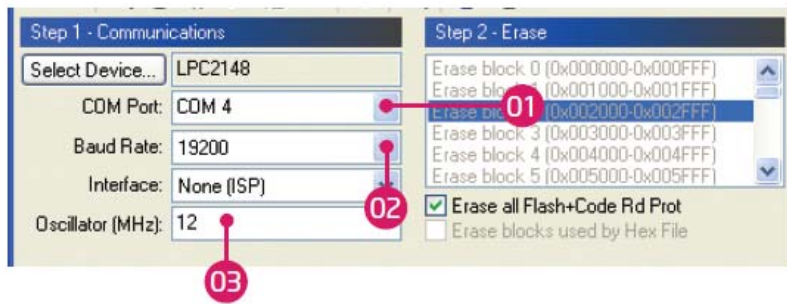 Step 1 - Communications
Select Device... LPC2148
COM Port: COM 4
Baud Rate: 19200
Interface: None (ISP)
Oscillator (MHz): 12
01
02
03
Step 2 - Erase
Erase block 0 (0x000000-0x000FFF)
(0x001000-0x001FFF)
(0x002000-0x002FFF)
Erase block 3 (0x003000-0x003FFF)
Erase block 4 (0x004000-0x004FFF)
Erase block 5 (0x005000-0x005FFF)
Erase all Flash+Code Rd Prot
Erase blocks used by Hex File